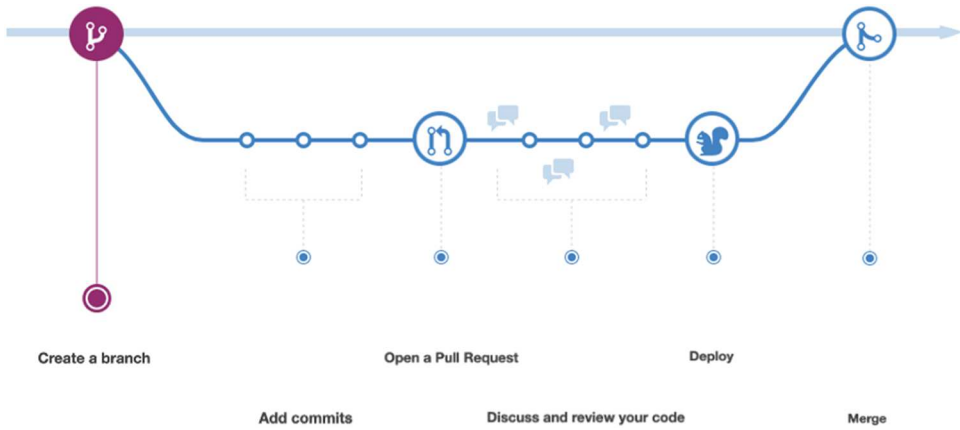 Create a branch
Open a Pull Request
Deploy
Add commits
Discuss and review your code
Merge